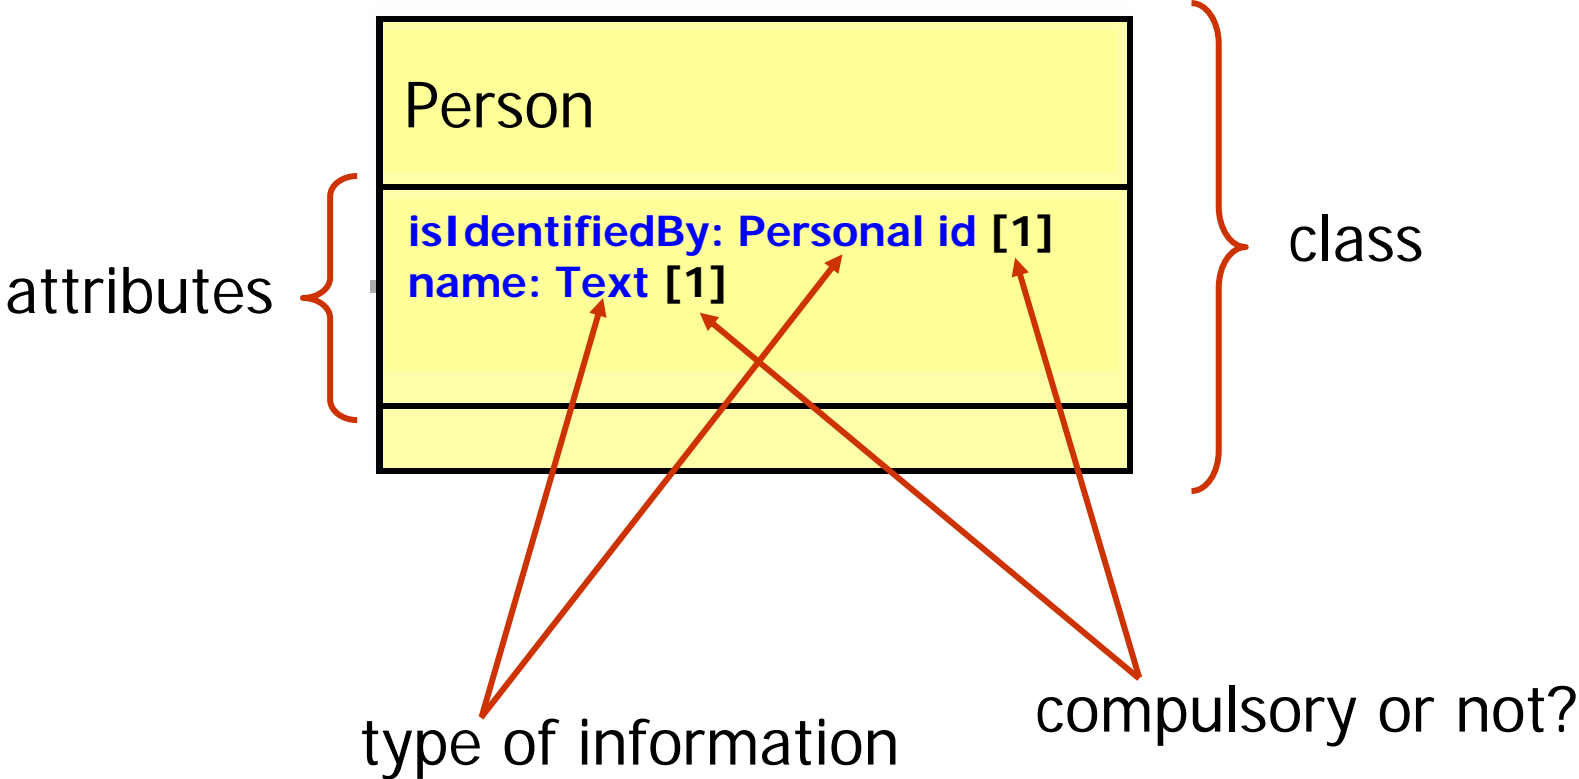 Person
isIdentifiedBy: Personal id [1]
name: Text [1]
attributes
class
type of information
compulsory or not?